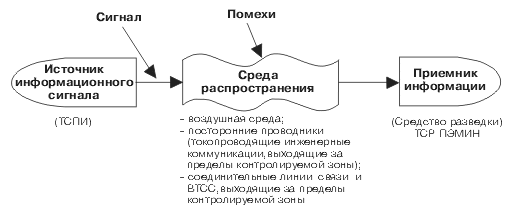 Сигнал
Помехи
Источник
информационного
сигнала
(ТСПИ)
Среда
распространения
– воздушная среда;
– посторонние проводники
(токопроводящие инженерные
коммуникации, выходящие за
пределы контролируемой зоны);
– соединительные линии связи и
ВТСС, выходящие за пределы
контролируемой зоны
Приемник
информации
(Средство разведки)
ТСР ПЭМИН